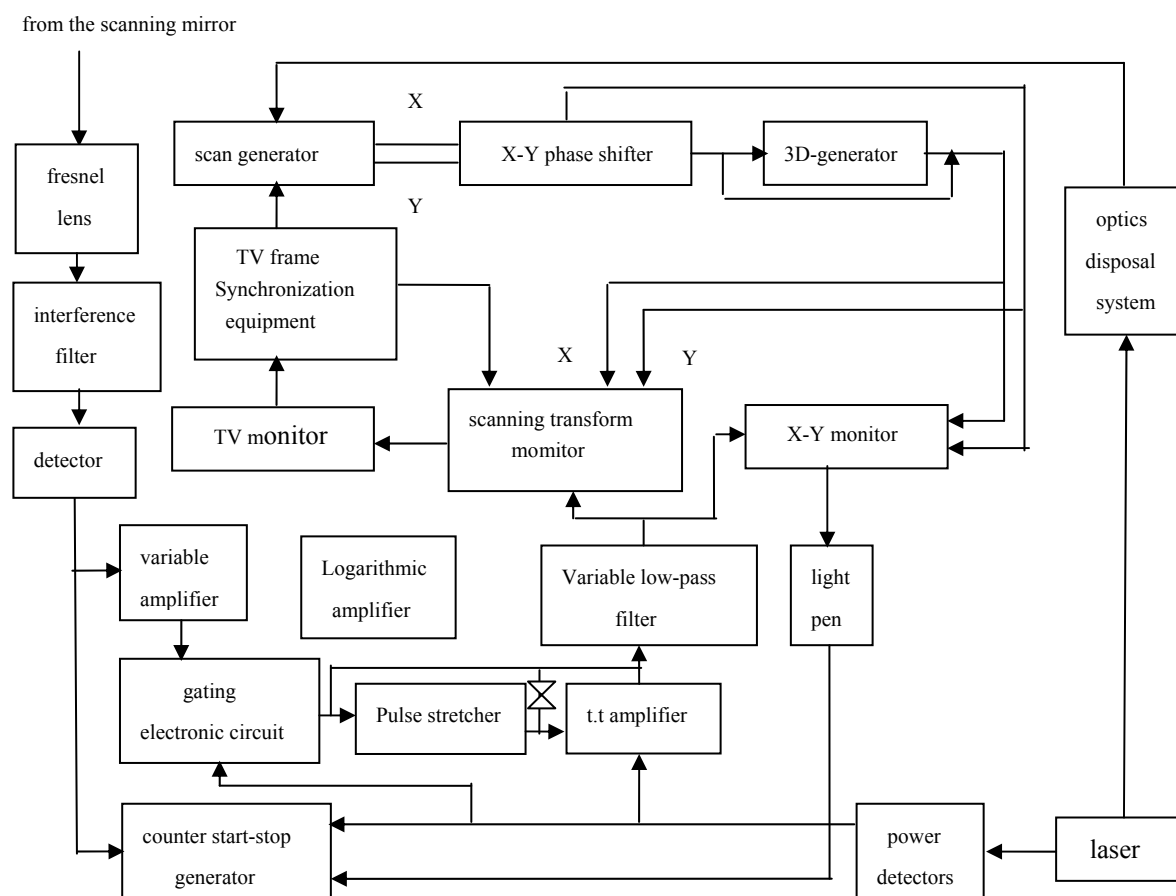 from the scanning mirror
X
scan generator
X-Y phase shifter
3D-generator
fresnel
lens
Y
optics
disposal
system
TV frame
Synchronization
equipment
interference
filter
X
Y
TV monitor
scanning transform
momitor
X-Y monitor
detector
variable
amplifier
Logarithmic
amplifier
Variable low-pass
filter
light
pen
gating
electronic circuit
Pulse stretcher
t.t amplifier
counter start-stop
generator
power
detectors
laser